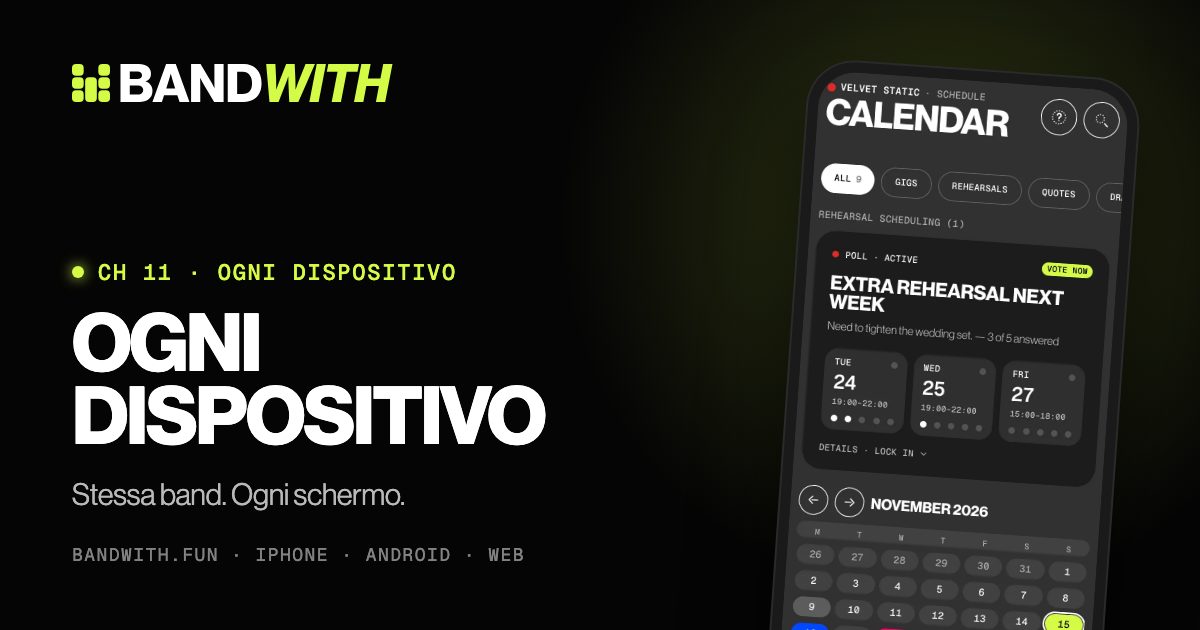 BANDWITH
CH 11 · OGNI DISPOSITIVO
OGNI
DISPOSITIVO
Stessa band. Ogni schermo.
BANDWITH.FUN · IPHONE · ANDROID · WEB
VELVET STATIC · SCHEDULE
CALENDAR
?
ALL 9 GIGS REHEARSALS QUOTES
REHEARSAL SCHEDULING (1)
POLL · ACTIVE
VOTE NOW
EXTRA REHEARSAL NEXT
WEEK
Need to tighten the wedding set. — 3 of 5 answered
TUE WED FRI
24 25 27
19:00–22:00 19:00–22:00 15:00–18:00
DETAILS · LOCK IN
NOVEMBER 2026
M T W T F S S
26 27 28 29 30 31 1
2 3 4 5 6 7 8
9 10 11 12 13 14 15